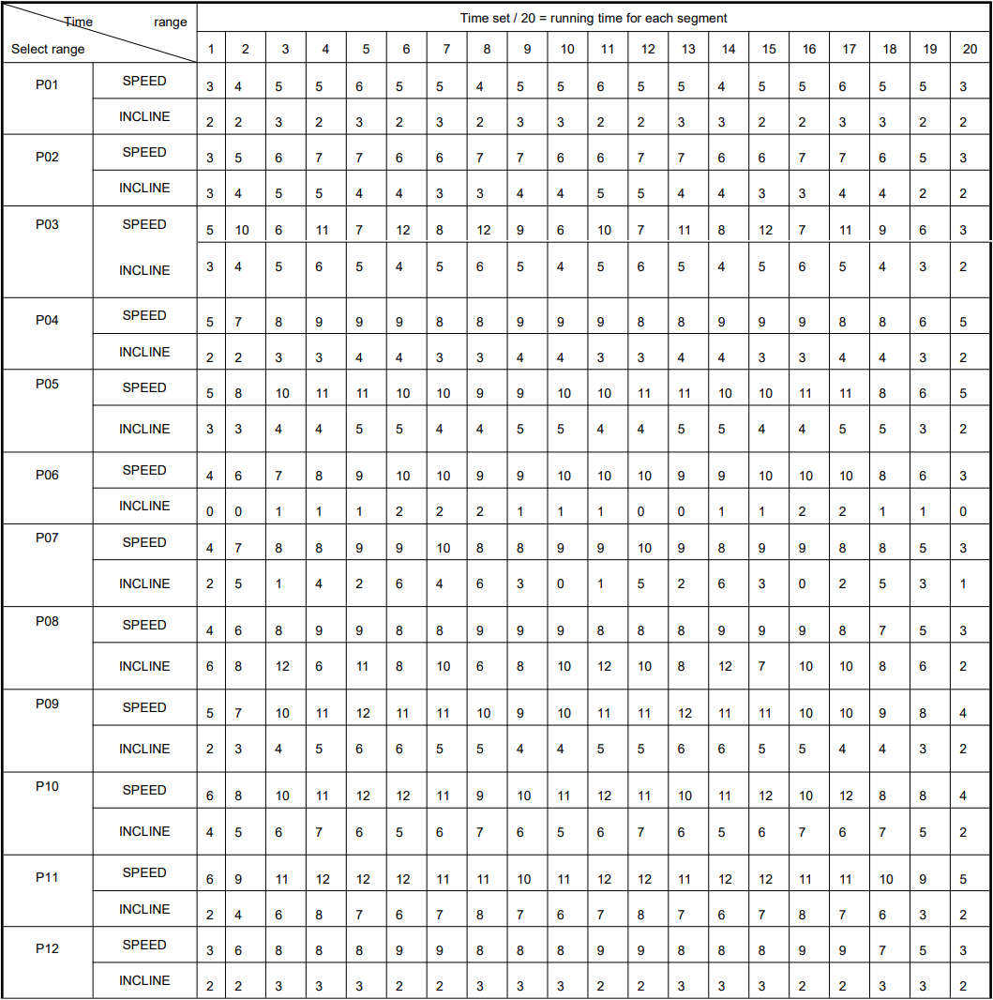 Time range Time set / 20 = running time for each segment
Select range 1 2 3 4 5 6 7 8 9 10 11 12 13 14 15 16 17 18 19 20
P01 SPEED 3 4 5 5 6 5 5 4 5 5 6 5 5 4 5 5 6 5 5 3
INCLINE 2 2 3 2 3 2 3 2 3 3 2 2 3 3 2 2 3 3 2 2
P02 SPEED 3 5 6 7 7 6 6 7 7 6 6 7 7 6 6 7 7 6 5 3
INCLINE 3 4 5 5 4 4 3 3 4 4 5 5 4 4 3 3 4 4 2 2
P03 SPEED 5 10 6 11 7 12 8 12 9 6 10 7 11 8 12 7 11 9 6 3
INCLINE 3 4 5 6 5 4 5 6 5 4 5 6 5 4 5 6 5 4 3 2
P04 SPEED 5 7 8 9 9 9 8 8 9 9 9 8 8 9 9 9 8 8 6 5
INCLINE 2 2 3 3 4 4 3 3 4 4 3 3 4 4 3 3 4 4 3 2
P05 SPEED 5 8 10 11 11 10 10 9 9 10 10 11 11 10 10 11 11 8 6 5
INCLINE 3 3 4 4 5 5 4 4 5 5 4 4 5 5 4 4 5 5 3 2
P06 SPEED 4 6 7 8 9 10 10 9 9 10 10 10 9 9 10 10 10 8 6 3
INCLINE 0 0 1 1 1 2 2 2 1 1 1 0 0 1 1 2 2 1 1 0
P07 SPEED 4 7 8 8 9 9 10 8 8 9 9 10 9 8 9 9 8 8 5 3
INCLINE 2 5 1 4 2 6 4 6 3 0 1 5 2 6 3 0 2 5 3 1
P08 SPEED 4 6 8 9 9 8 8 9 9 9 8 8 8 9 9 9 8 7 5 3
INCLINE 6 8 12 6 11 8 10 6 8 10 12 10 8 12 7 10 10 8 6 2
P09 SPEED 5 7 10 11 12 11 11 10 9 10 11 11 12 11 11 10 10 9 8 4
INCLINE 2 3 4 5 6 6 5 5 4 4 5 5 6 6 5 5 4 4 3 2
P10 SPEED 6 8 10 11 12 12 11 9 10 11 12 11 10 11 12 10 12 8 8 4
INCLINE 4 5 6 7 6 5 6 7 6 5 6 7 6 5 6 7 6 7 5 2
P11 SPEED 6 9 11 12 12 12 11 11 10 11 12 12 11 12 12 11 11 10 9 5
INCLINE 2 4 6 8 7 6 7 8 7 6 7 8 7 6 7 8 7 6 3 2
P12 SPEED 3 6 8 8 8 9 9 8 8 8 9 9 8 8 8 9 9 7 5 3
INCLINE 2 2 3 3 3 2 2 3 3 3 2 2 3 3 3 2 2 3 3 2